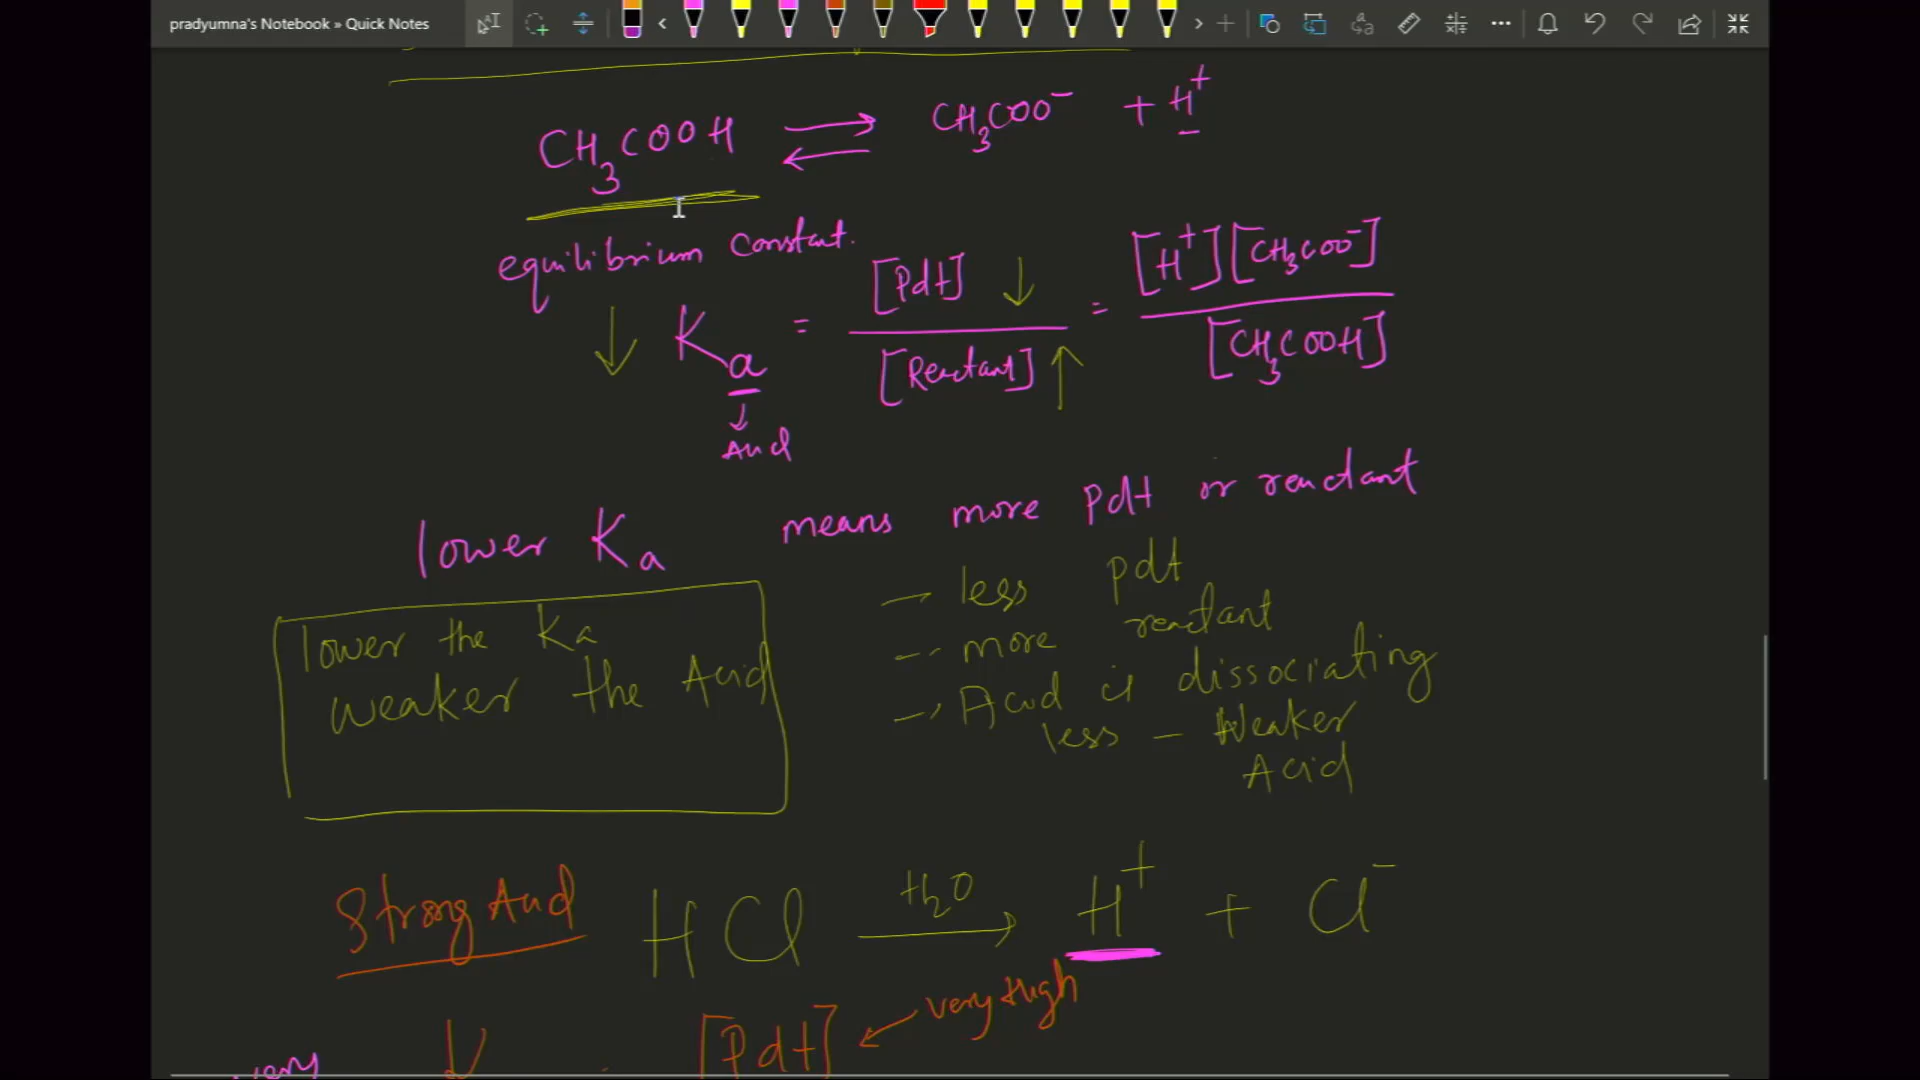 pradyumna's Notebook » Quick Notes
CH₃COOH ⇌ CH₃COO⁻ + H⁺
equilibrium constant.
↓ Kₐ = [Pdt] ↓ / [Reactant] ↑ = [H⁺][CH₃COO⁻] / [CH₃COOH]
↓
Acid
lower Kₐ means more Pdt or reactant
lower the Ka
weaker the Acid
- less pdt
- more reactant
→ Acid is dissociating
less - Weaker
Acid
Strong Acid HCl →H₂O H⁺ + Cl⁻
very high
[Pdt] ←
very